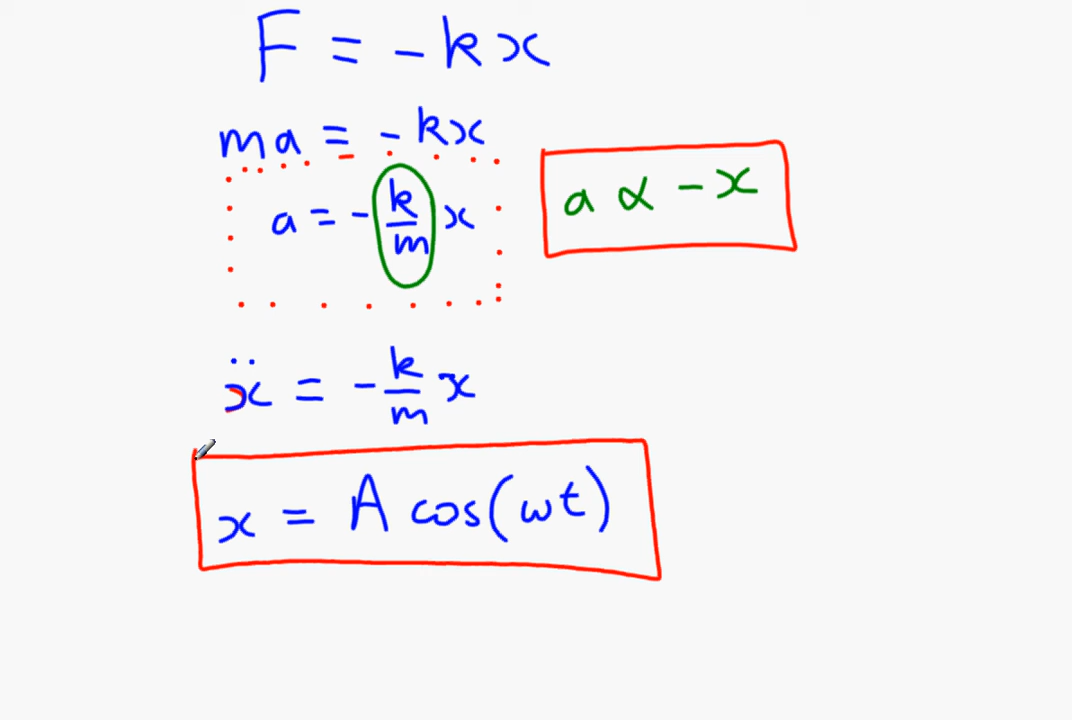 F = -kx
ma = -kx
a = -k/m x
a ∝ -x
ẍ = -k/m x
x = A cos(ωt)